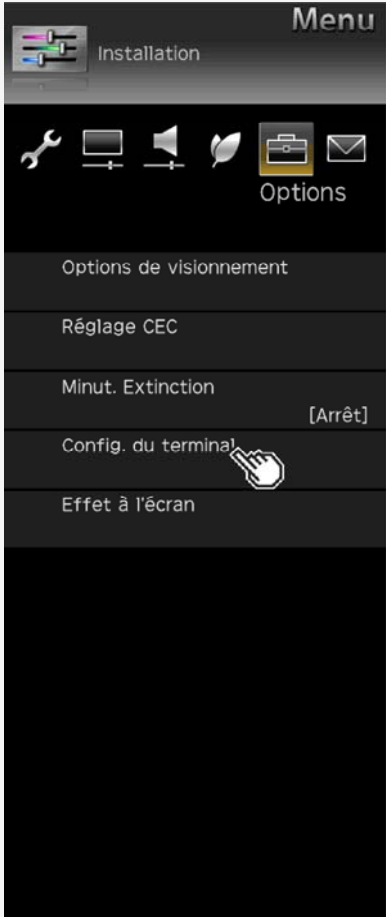 Menu
Installation
Options
Options de visionnement
Réglage CEC
Minut. Extinction
[Arrêt]
Config. du terminal
Effet à l'écran